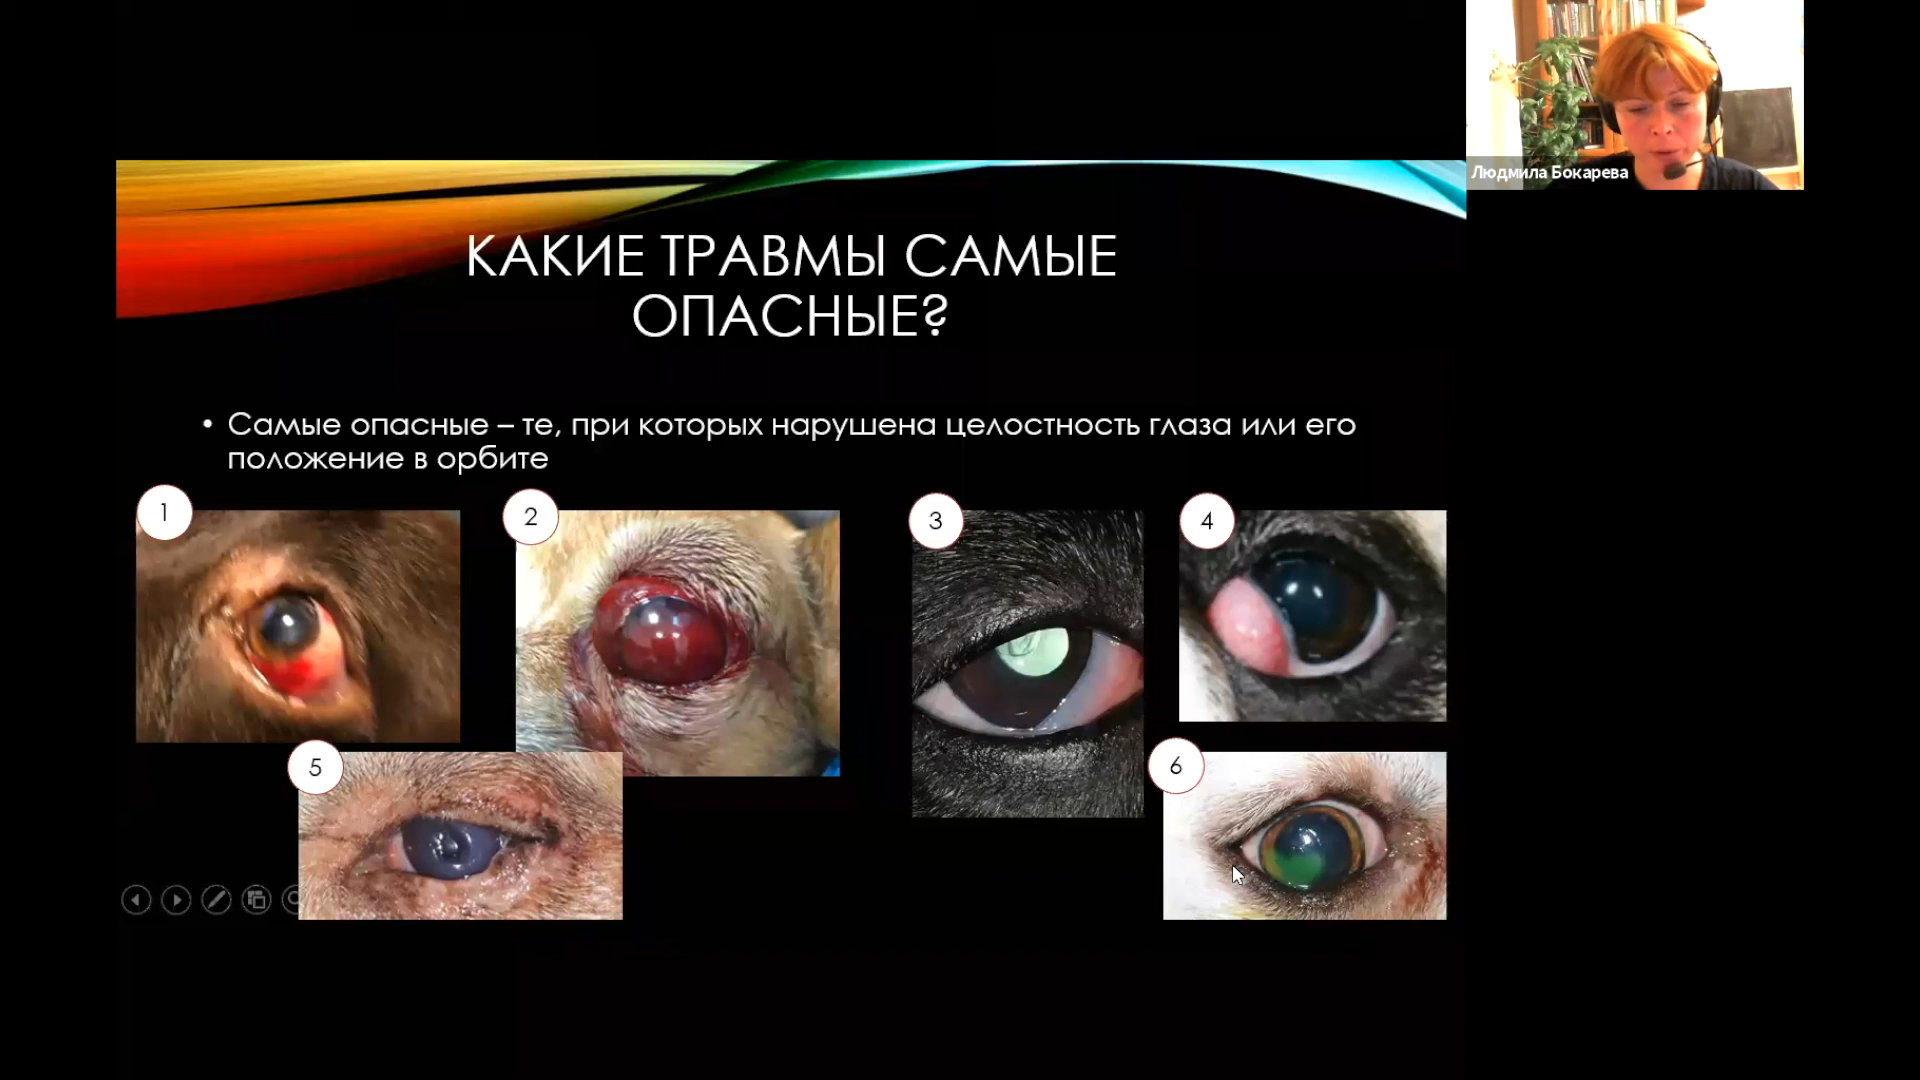 Людмила Бокарева
КАКИЕ ТРАВМЫ САМЫЕ
ОПАСНЫЕ?
• Самые опасные – те, при которых нарушена целостность глаза или его
положение в орбите
1
2
3
4
5
6